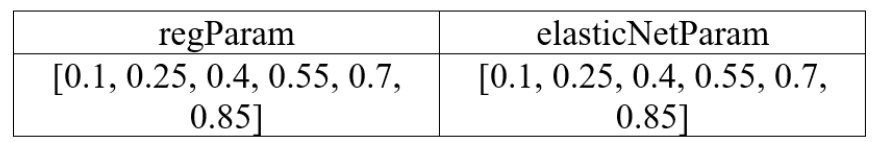 regParam
elasticNetParam
[0.1, 0.25, 0.4, 0.55, 0.7,
0.85]
[0.1, 0.25, 0.4, 0.55, 0.7,
0.85]